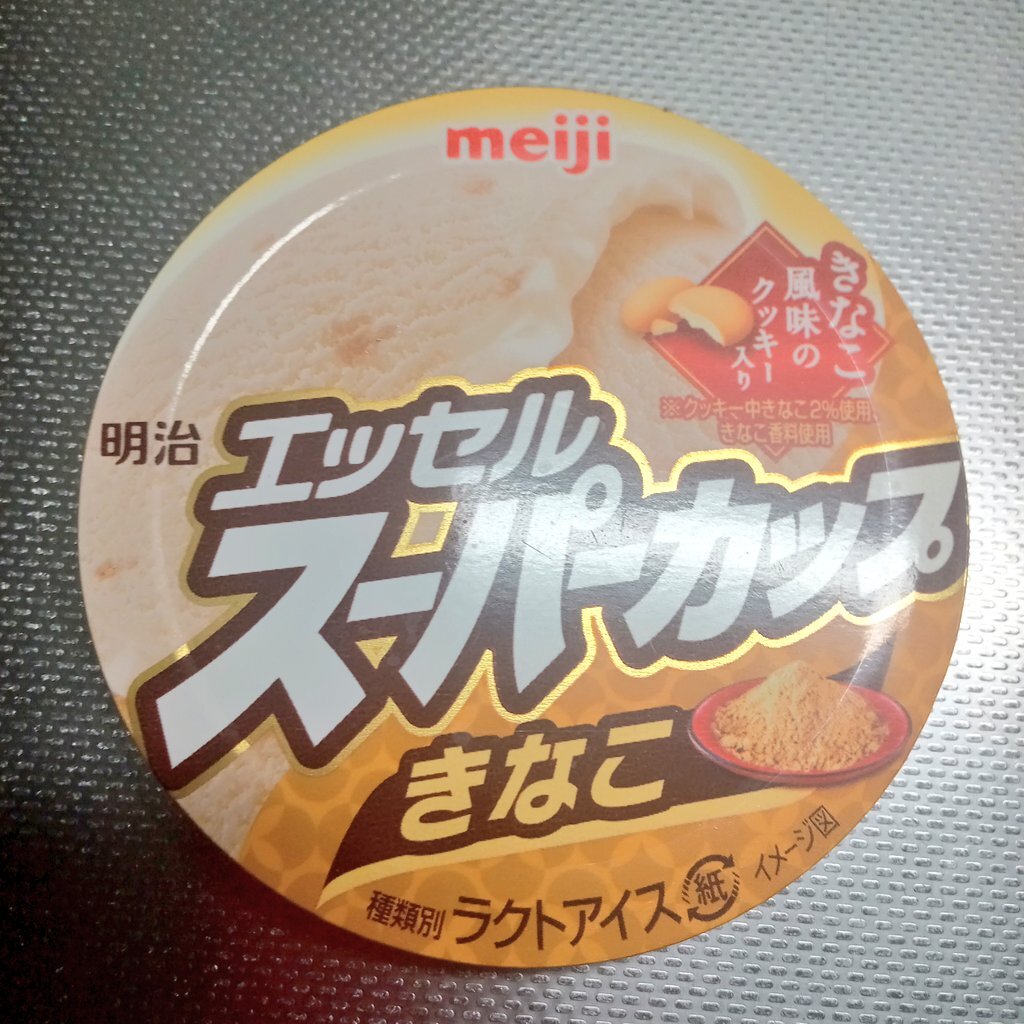 meiji
きなこ
風味の
クッキー
入り
※クッキー中きなこ2%使用、
きなこ香料使用
明治
エッセル
スーパーカップ
きなこ
種類別 ラクトアイス
紙
イメージ図